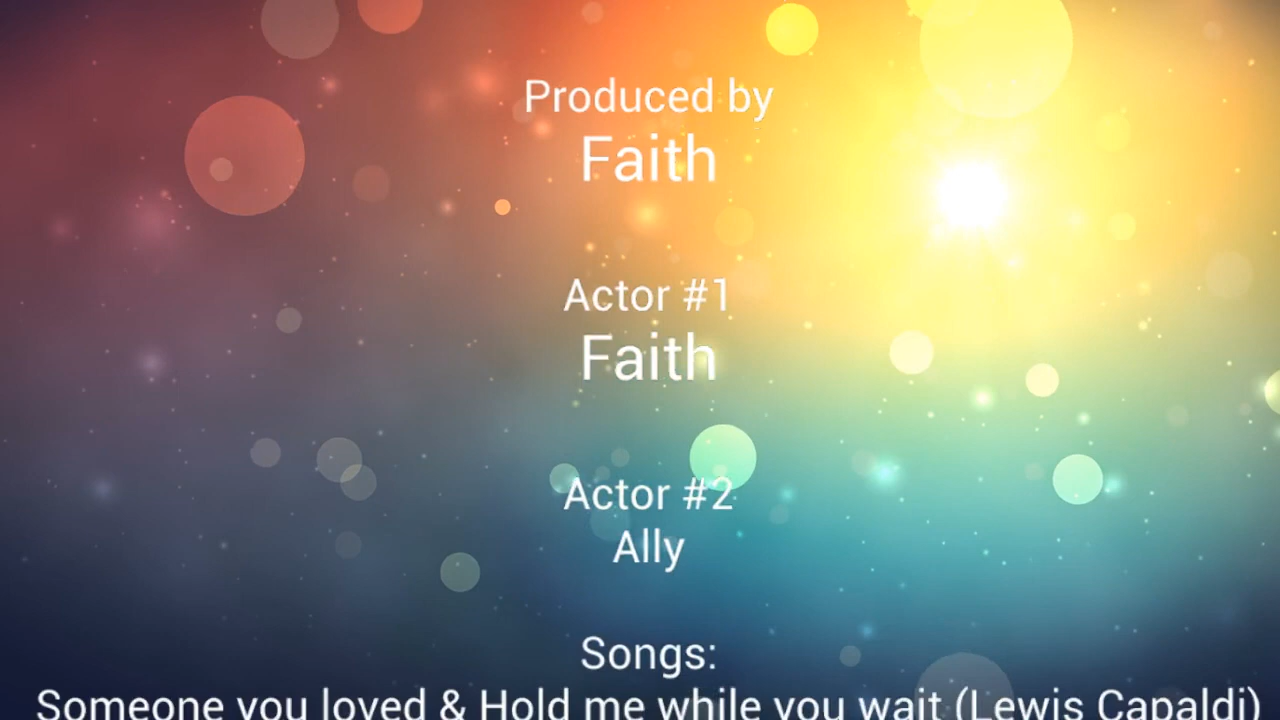 Produced by
Faith
Actor #1
Faith
Actor #2
Ally
Songs:
Someone you loved & Hold me while you wait (Lewis Capaldi)